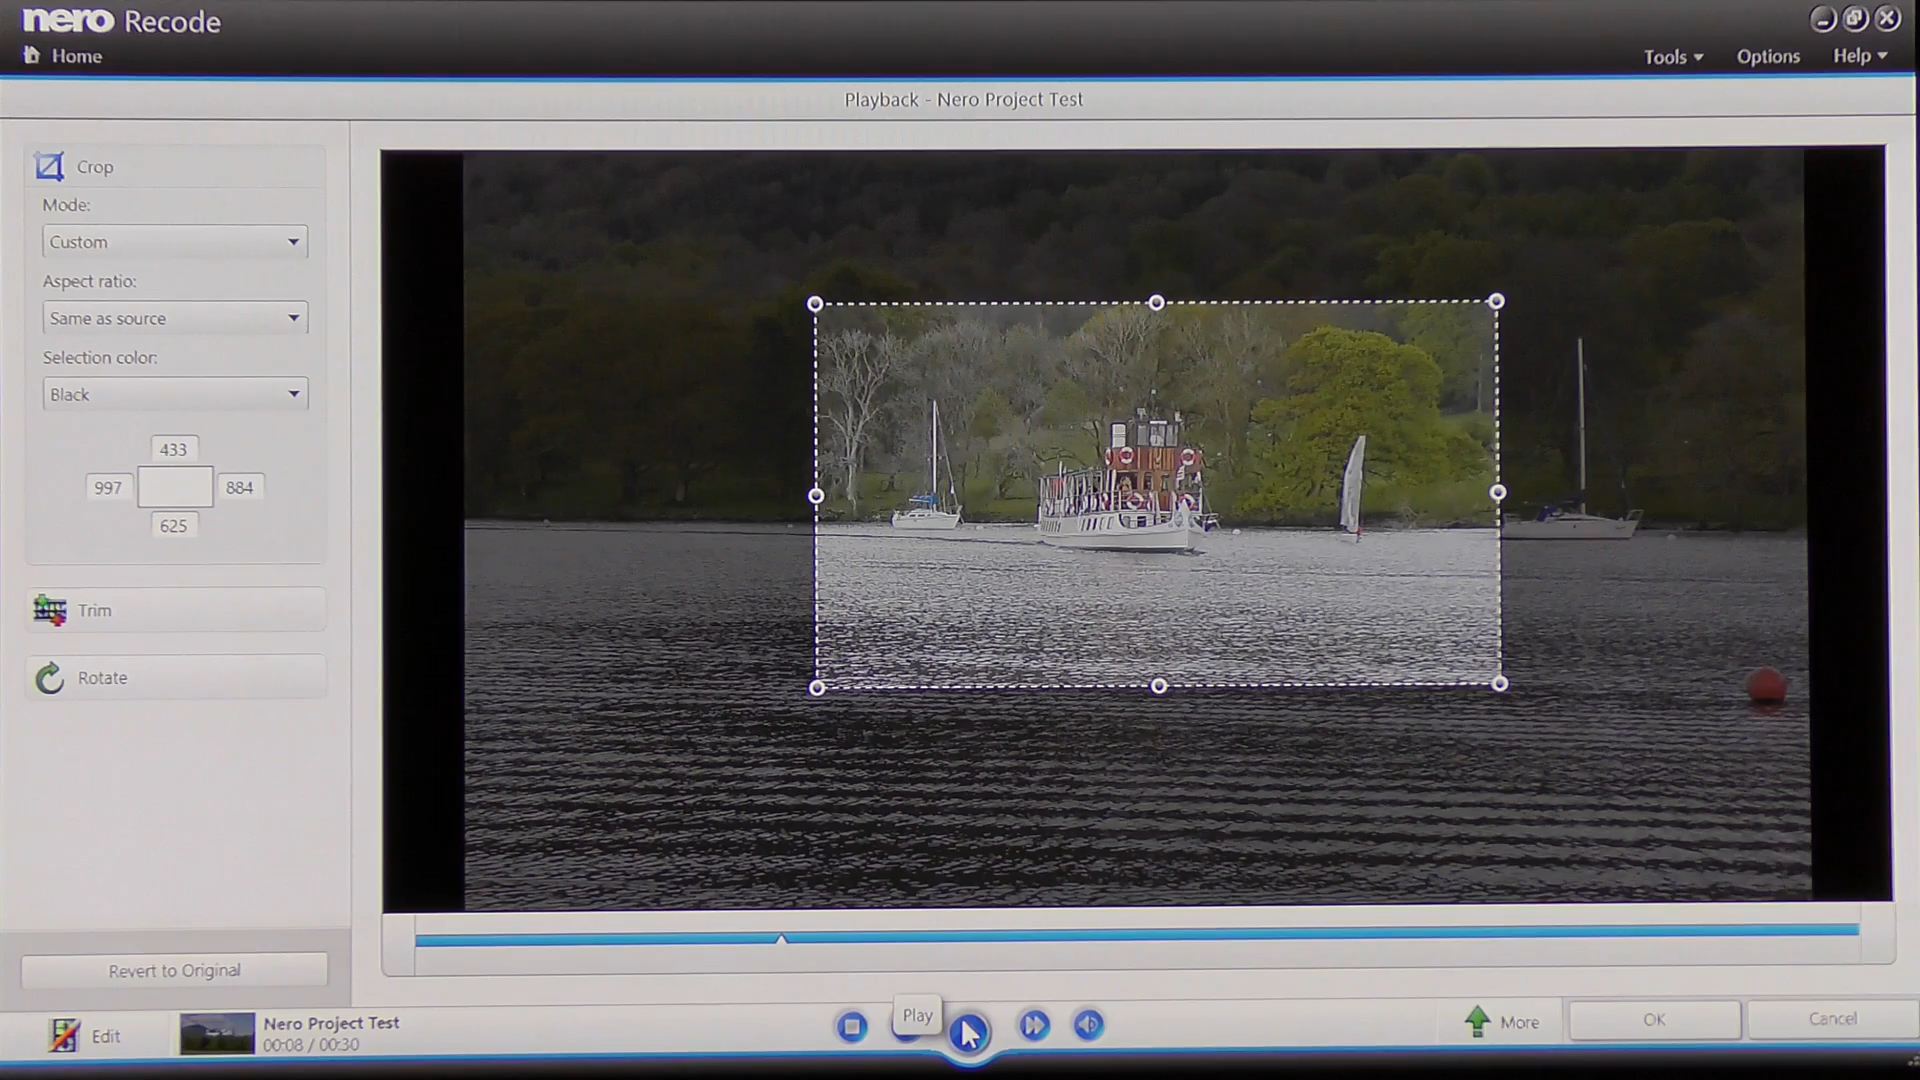 nero Recode
Home
Tools
Options
Help
Playback - Nero Project Test
Crop
Mode:
Custom
Aspect ratio:
Same as source
Selection color:
Black
433
997
884
625
Trim
Rotate
Revert to Original
Edit
Nero Project Test
00:08 / 00:30
Play
More
OK
Cancel